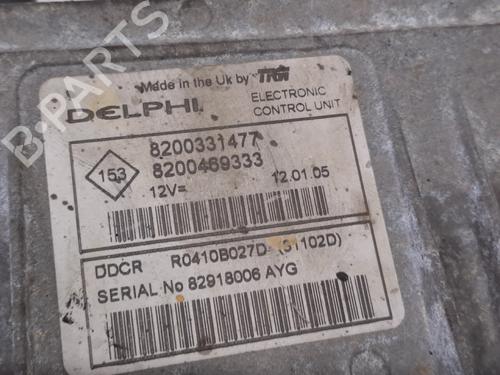 Made in the Uk by TRW
DELPHI
ELECTRONIC
CONTROL UNIT
153
8200331477
8200469333
12V=
12.01.05
DDCR R0410B027D (31102D)
SERIAL No 82918006 AYG
B-PARTS